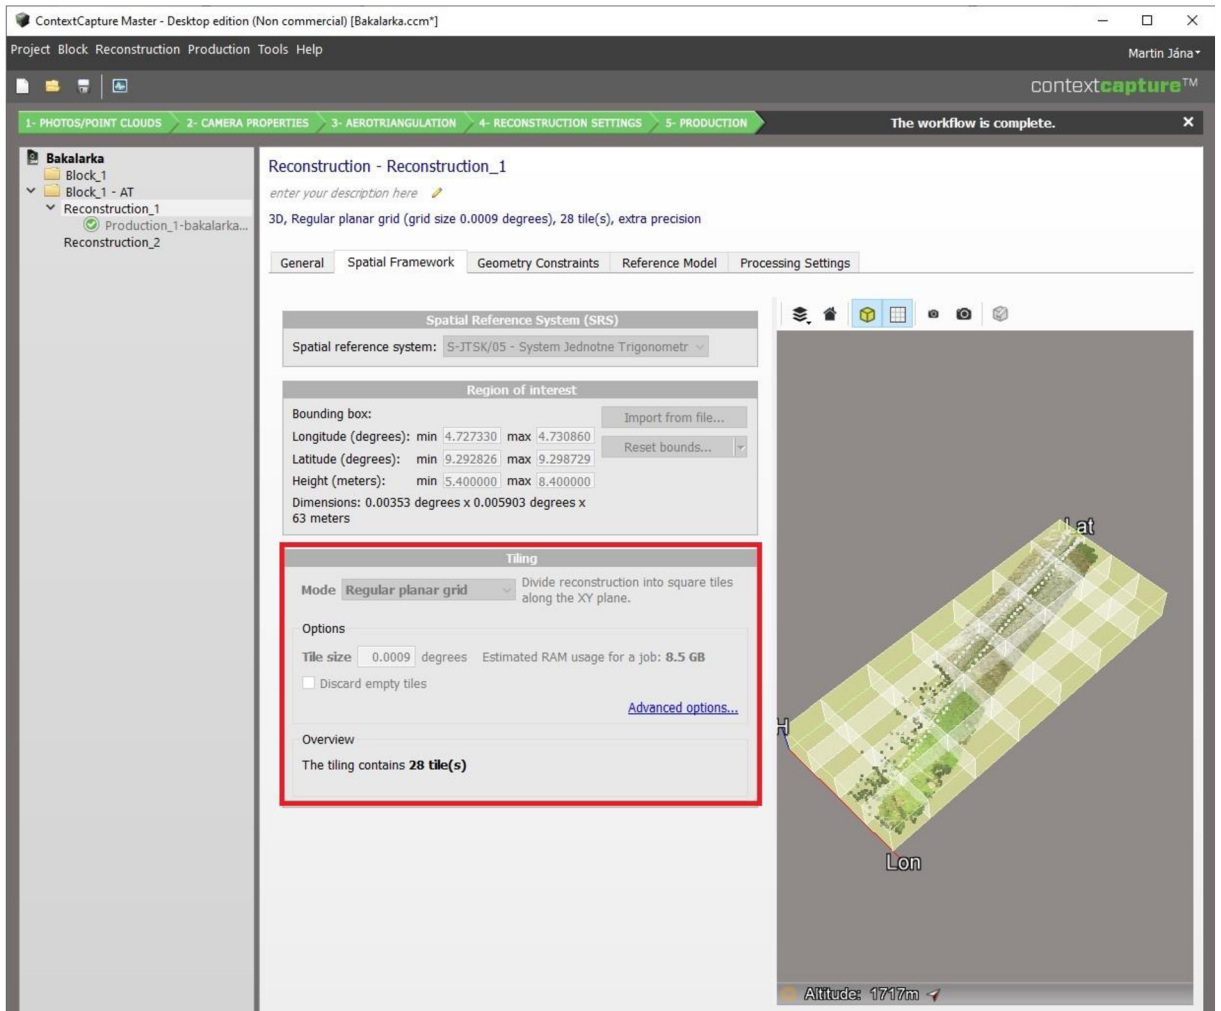 ContextCapture Master - Desktop edition (Non commercial) [Bakalarka.ccm*]
Project Block Reconstruction Production Tools Help
Martin Jána
contextcapture™
1- PHOTOS/POINT CLOUDS 2- CAMERA PROPERTIES 3- AEROTRIANGULATION 4- RECONSTRUCTION SETTINGS 5- PRODUCTION
The workflow is complete.
Bakalarka
Block_1
Block_1 - AT
Reconstruction_1
Production_1-bakalarka...
Reconstruction_2
Reconstruction - Reconstruction_1
enter your description here
3D, Regular planar grid (grid size 0.0009 degrees), 28 tile(s), extra precision
General Spatial Framework Geometry Constraints Reference Model Processing Settings
Spatial Reference System (SRS)
Spatial reference system: S-JTSK/05 - System Jednotne Trigonometr
Region of interest
Bounding box:
Import from file...
Longitude (degrees): min 4.727330 max 4.730860
Reset bounds...
Latitude (degrees): min 9.292826 max 9.298729
Height (meters): min 5.400000 max 8.400000
Dimensions: 0.00353 degrees x 0.005903 degrees x
63 meters
Tiling
Mode Regular planar grid
Divide reconstruction into square tiles
along the XY plane.
Options
Tile size 0.0009 degrees Estimated RAM usage for a job: 8.5 GB
Discard empty tiles
Advanced options...
Overview
The tiling contains 28 tile(s)
Lat
H
Lon
Altitude: 1717m